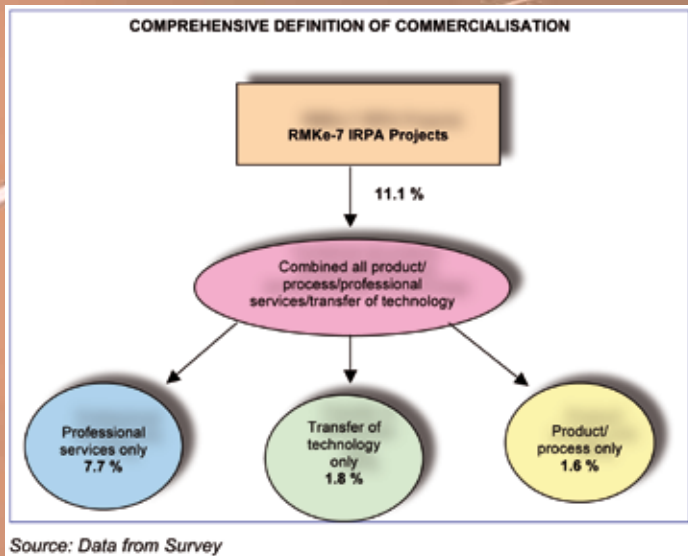 COMPREHENSIVE DEFINITION OF COMMERCIALISATION
RMKe-7 IRPA Projects
11.1 %
Combined all product/
process/professional
services/transfer of technology
Professional
services only
7.7 %
Transfer of
technology
only
1.8 %
Product/
process only
1.6 %
Source: Data from Survey